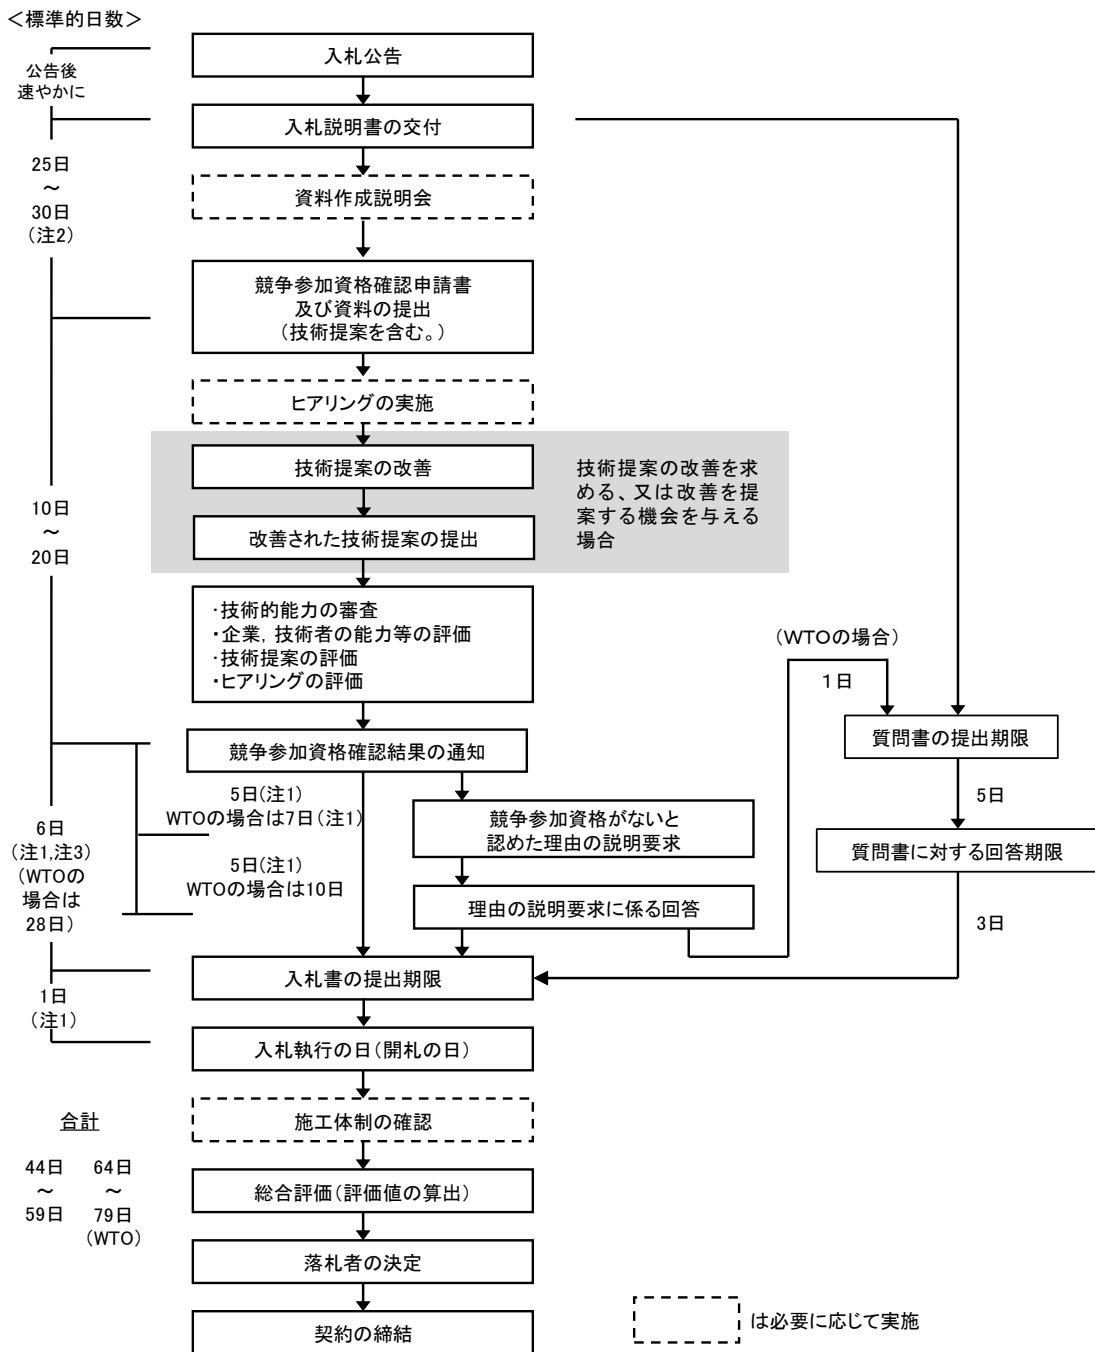 ＜標準的日数＞
入札公告
公告後
速やかに
入札説明書の交付
25日
～
30日
（注2）
資料作成説明会
競争参加資格確認申請書
及び資料の提出
（技術提案を含む。）
ヒアリングの実施
技術提案の改善
改善された技術提案の提出
技術提案の改善を求
める、又は改善を提
案する機会を与える
場合
10日
～
20日
・技術的能力の審査
・企業，技術者の能力等の評価
・技術提案の評価
・ヒアリングの評価
（WTOの場合）
１日
質問書の提出期限
競争参加資格確認結果の通知
5日（注1）
WTOの場合は7日（注1）
5日（注1）
WTOの場合は10日
6日
（注1,注3）
（WTOの
場合は
28日）
競争参加資格がないと
認めた理由の説明要求
5日
質問書に対する回答期限
理由の説明要求に係る回答
3日
入札書の提出期限
1日
（注1）
入札執行の日（開札の日）
施工体制の確認
合計
44日 64日
～ ～
59日 79日
（WTO）
総合評価（評価値の算出）
落札者の決定
契約の締結
は必要に応じて実施